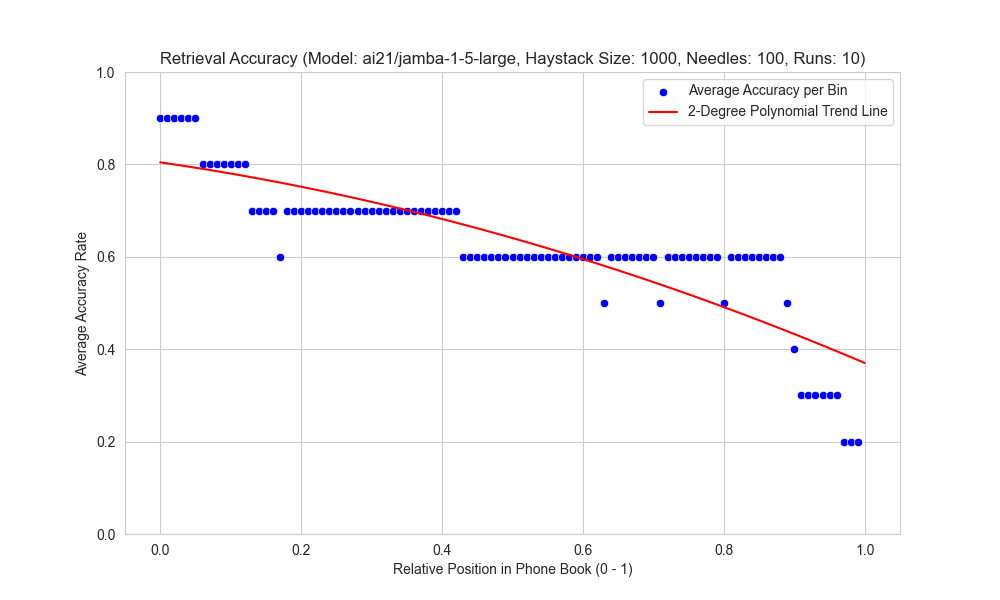 Retrieval Accuracy (Model: ai21/jamba-1-5-large, Haystack Size: 1000, Needles: 100, Runs: 10)
Average Accuracy per Bin
2-Degree Polynomial Trend Line
Average Accuracy Rate
1.0
0.8
0.6
0.4
0.2
0.0
0.0 0.2 0.4 0.6 0.8 1.0
Relative Position in Phone Book (0 - 1)